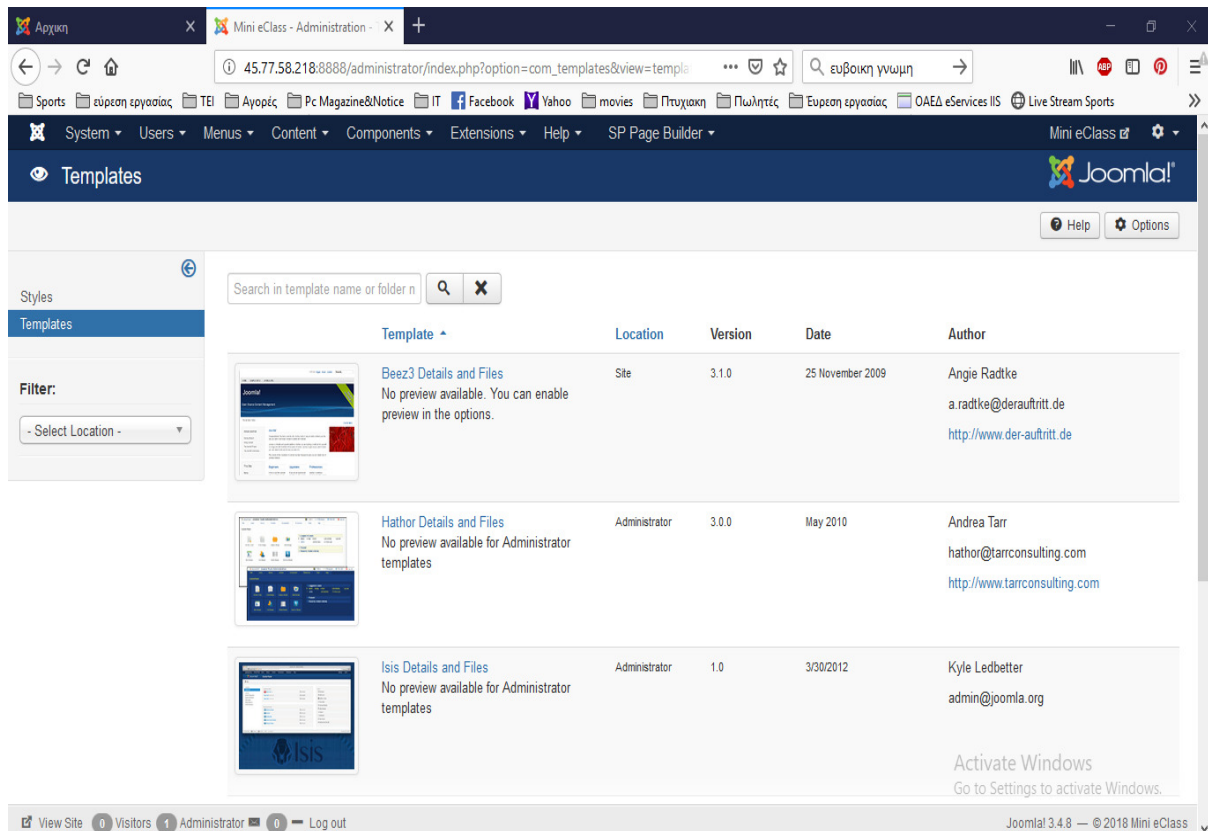 Αρχικη
Mini eClass - Administration -
45.77.58.218:8888/administrator/index.php?option=com_templates&view=templa
ευβοικη γνωμη
ABP
Sports εύρεση εργασίας TEI Αγορές Pc Magazine&Notice IT Facebook Yahoo movies Πτυχιακη Πωλητές Ευρεση εργασίας ΟΑΕΔ eServices IIS Live Stream Sports
System Users Menus Content Components Extensions Help SP Page Builder Mini eClass
Templates
Joomla!
Help Options
Styles
Templates
Filter:
- Select Location -
Search in template name or folder n
Template Location Version Date Author
Beez3 Details and Files Site 3.1.0 25 November 2009 Angie Radtke
No preview available. You can enable
preview in the options.
a.radtke@derauftritt.de
http://www.der-auftritt.de
Joomla!
Hathor Details and Files Administrator 3.0.0 May 2010 Andrea Tarr
No preview available for Administrator
templates
hathor@tarrconsulting.com
http://www.tarrconsulting.com
Isis Details and Files Administrator 1.0 3/30/2012 Kyle Ledbetter
No preview available for Administrator
templates
admin@joomla.org
Isis
Activate Windows
Go to Settings to activate Windows.
View Site 0 Visitors 1 Administrator 0 Log out
Joomla! 3.4.8 — © 2018 Mini eClass